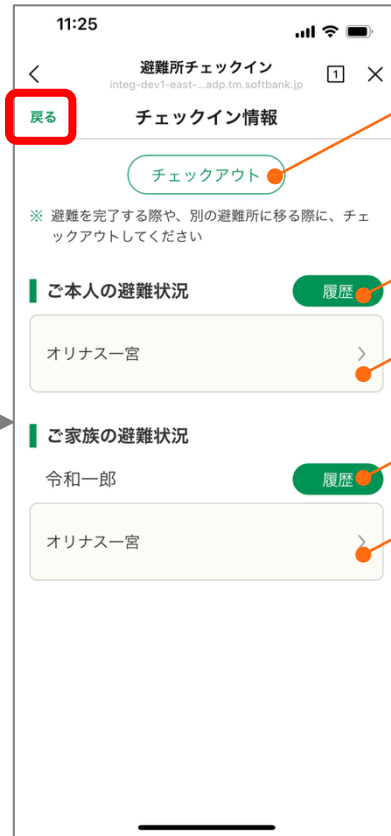 11:25
避難所チェックイン
integ-dev1-east-...adp.tm.softbank.jp
1
戻る
チェックイン情報
チェックアウト
※ 避難を完了する際や、別の避難所に移る際に、チェ
ックアウトしてください
ご本人の避難状況
履歴
オリナス一宮
ご家族の避難状況
令和一郎
履歴
オリナス一宮